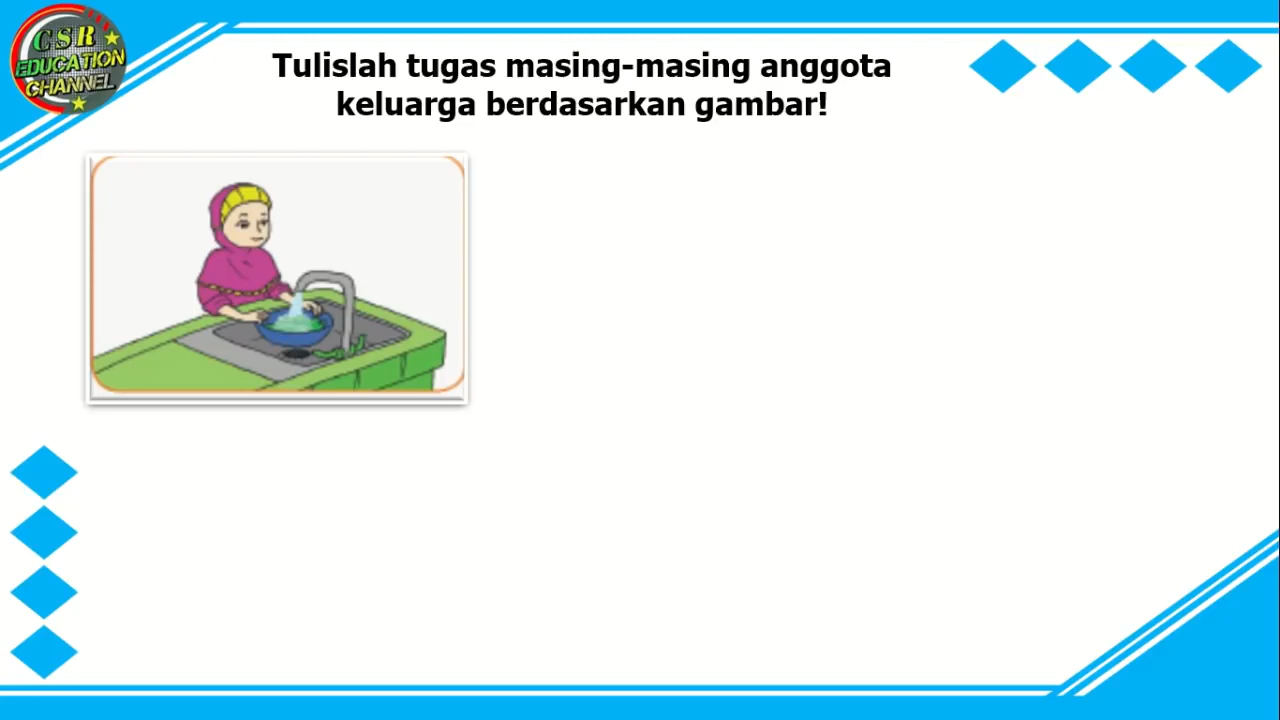 CSR
EDUCATION
CHANNEL
Tulislah tugas masing-masing anggota
keluarga berdasarkan gambar!